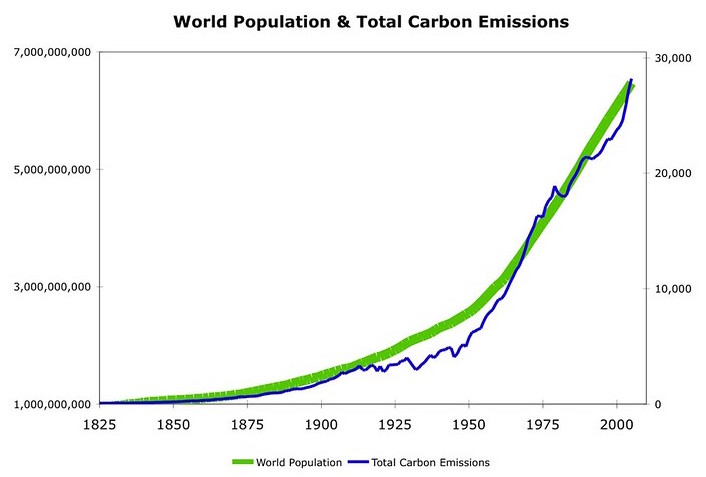 World Population & Total Carbon Emissions
7,000,000,000
30,000
5,000,000,000
20,000
3,000,000,000
10,000
1,000,000,000
0
1825 1850 1875 1900 1925 1950 1975 2000
World Population Total Carbon Emissions